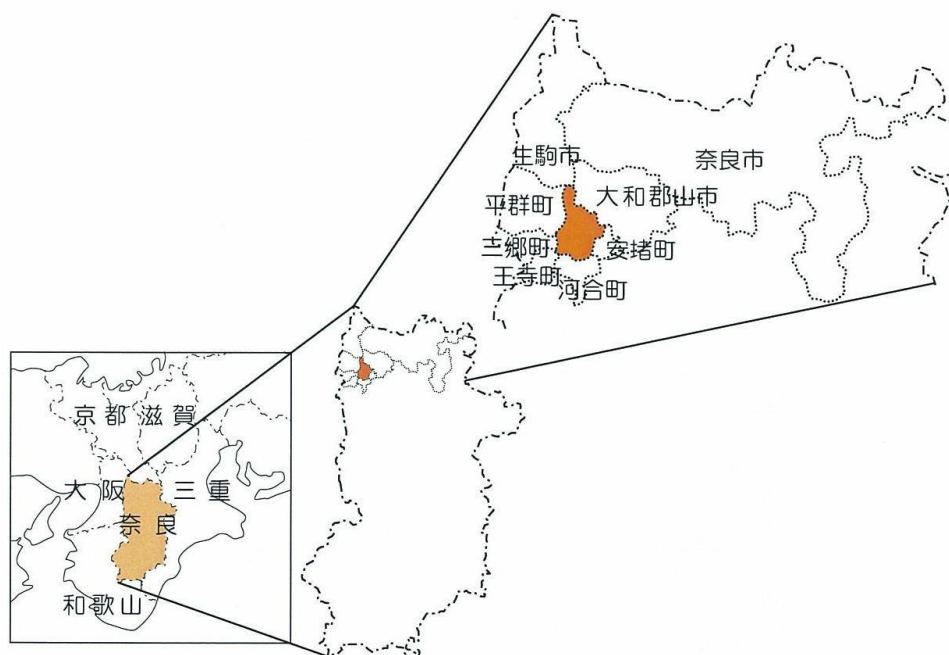 生駒市
奈良市
平群町
大和郡山市
三郷町
安堵町
王寺町
河合町
京都 滋賀
大阪 三重
奈良
和歌山